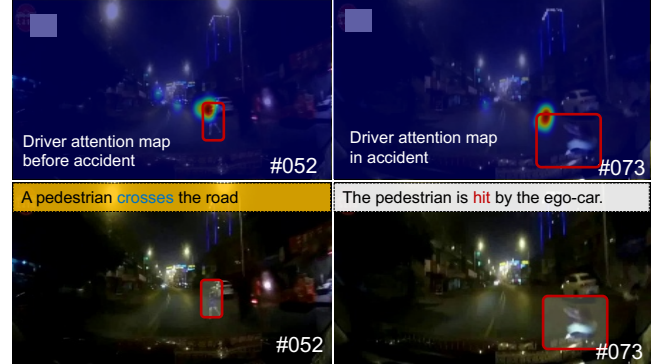 Driver attention map
before accident
#052
Driver attention map
in accident
#073
A pedestrian crosses the road
The pedestrian is hit by the ego-car.
#052
#073